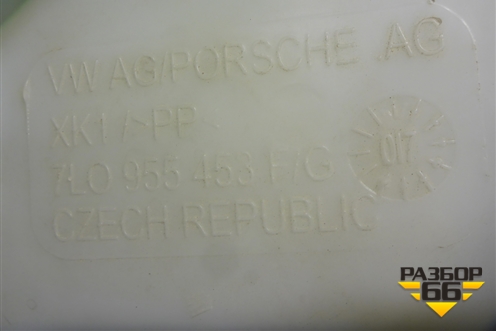 VW AG/PORSCHE AG
XK1 >PP
7L0 955 453 F/G
CZECH REPUBLIC
017
РАЗБОР
66